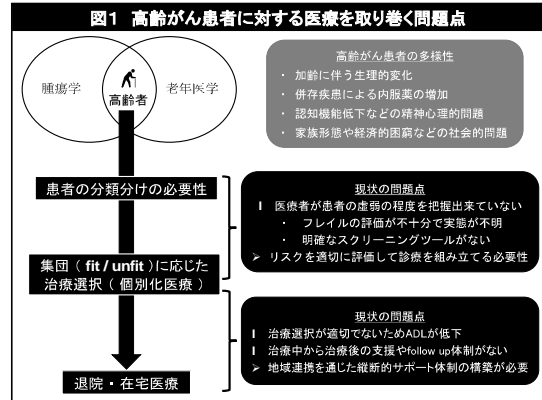 図1 高齢がん患者に対する医療を取り巻く問題点
腫瘍学
高齢者
老年医学
高齢がん患者の多様性
・ 加齢に伴う生理的変化
・ 併存疾患による内服薬の増加
・ 認知機能低下などの精神心理的問題
・ 家族形態や経済的困窮などの社会的問題
患者の分類分けの必要性
現状の問題点
l 医療者が患者の虚弱の程度を把握出来ていない
・ フレイルの評価が不十分で実態が不明
・ 明確なスクリーニングツールがない
➢ リスクを適切に評価して診療を組み立てる必要性
集団（ fit / unfit ）に応じた
治療選択（ 個別化医療 ）
現状の問題点
l 治療選択が適切でないためADLが低下
l 治療中から治療後の支援やfollow up体制がない
➢ 地域連携を通じた縦断的サポート体制の構築が必要
退院・在宅医療